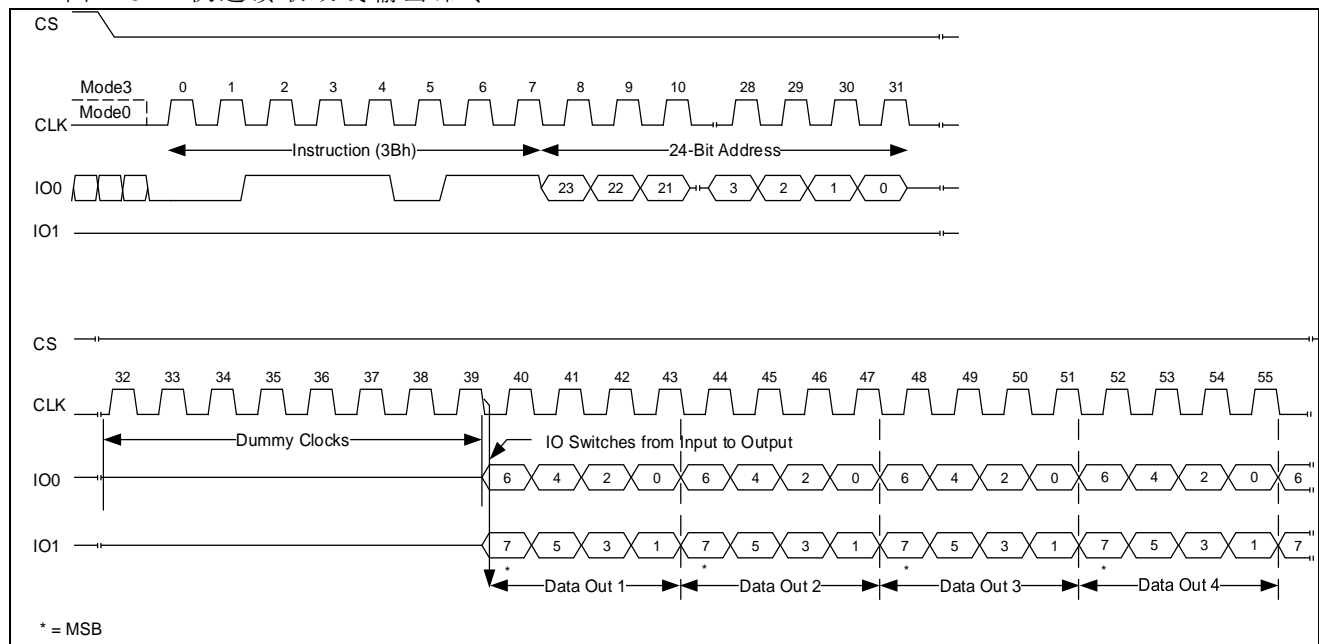 CS
Mode3 0 1 2 3 4 5 6 7 8 9 10 28 29 30 31
Mode0
CLK
Instruction (3Bh) 24-Bit Address
IO0 23 22 21 3 2 1 0
IO1
CS
32 33 34 35 36 37 38 39 40 41 42 43 44 45 46 47 48 49 50 51 52 53 54 55
CLK
Dummy Clocks IO Switches from Input to Output
IO0 6 4 2 0 6 4 2 0 6 4 2 0 6 4 2 0 6
IO1 7 5 3 1 7 5 3 1 7 5 3 1 7 5 3 1 7
* * * *
Data Out 1 Data Out 2 Data Out 3 Data Out 4
* = MSB